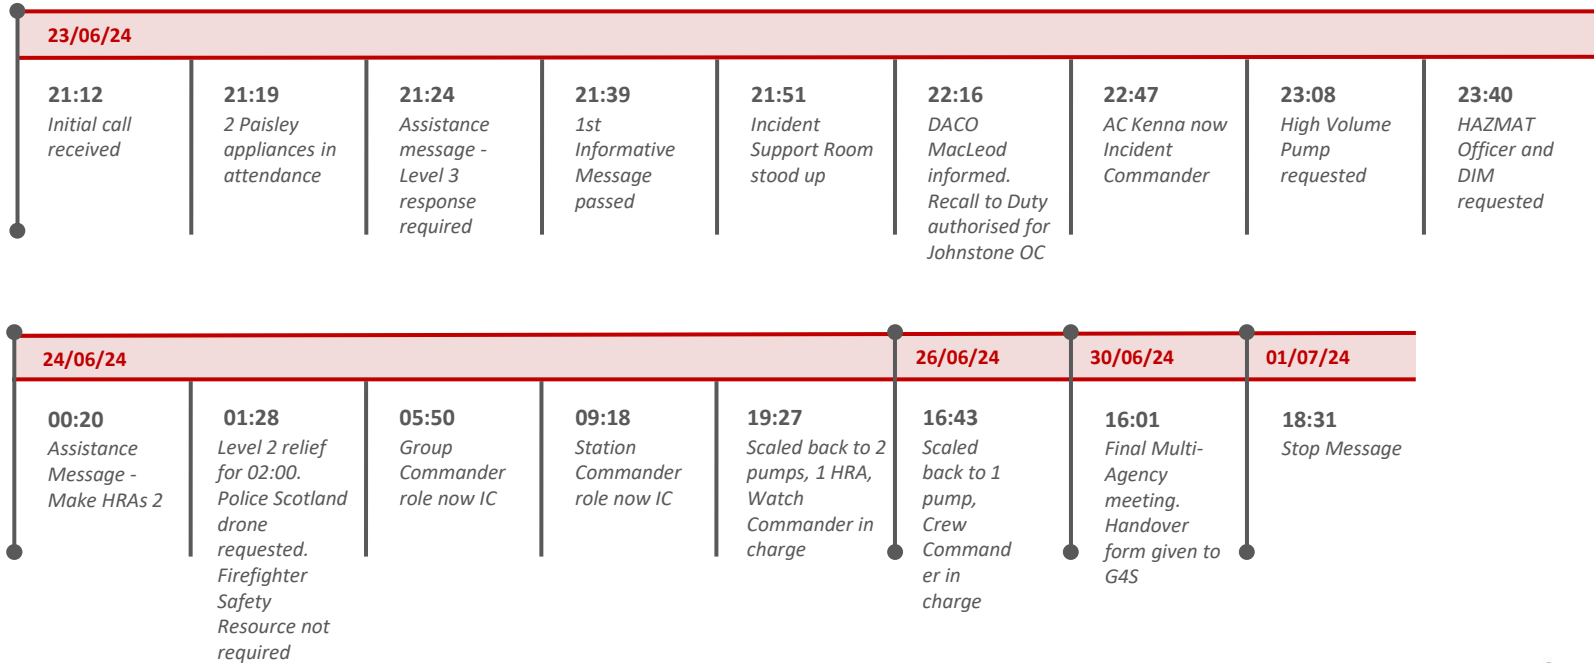 23/06/24
21:12
Initial call
received
21:19
2 Paisley
appliances in
attendance
21:24
Assistance
message -
Level 3
response
required
21:39
1st
Informative
Message
passed
21:51
Incident
Support Room
stood up
22:16
DACO
MacLeod
informed.
Recall to Duty
authorised for
Johnstone OC
22:47
AC Kenna now
Incident
Commander
23:08
High Volume
Pump
requested
23:40
HAZMAT
Officer and
DIM
requested
24/06/24
00:20
Assistance
Message -
Make HRAs 2
01:28
Level 2 relief
for 02:00.
Police Scotland
drone
requested.
Firefighter
Safety
Resource not
required
05:50
Group
Commander
role now IC
09:18
Station
Commander
role now IC
19:27
Scaled back to 2
pumps, 1 HRA,
Watch
Commander in
charge
26/06/24
16:43
Scaled
back to 1
pump,
Crew
Command
er in
charge
30/06/24
16:01
Final Multi-
Agency
meeting.
Handover
form given to
G4S
01/07/24
18:31
Stop Message